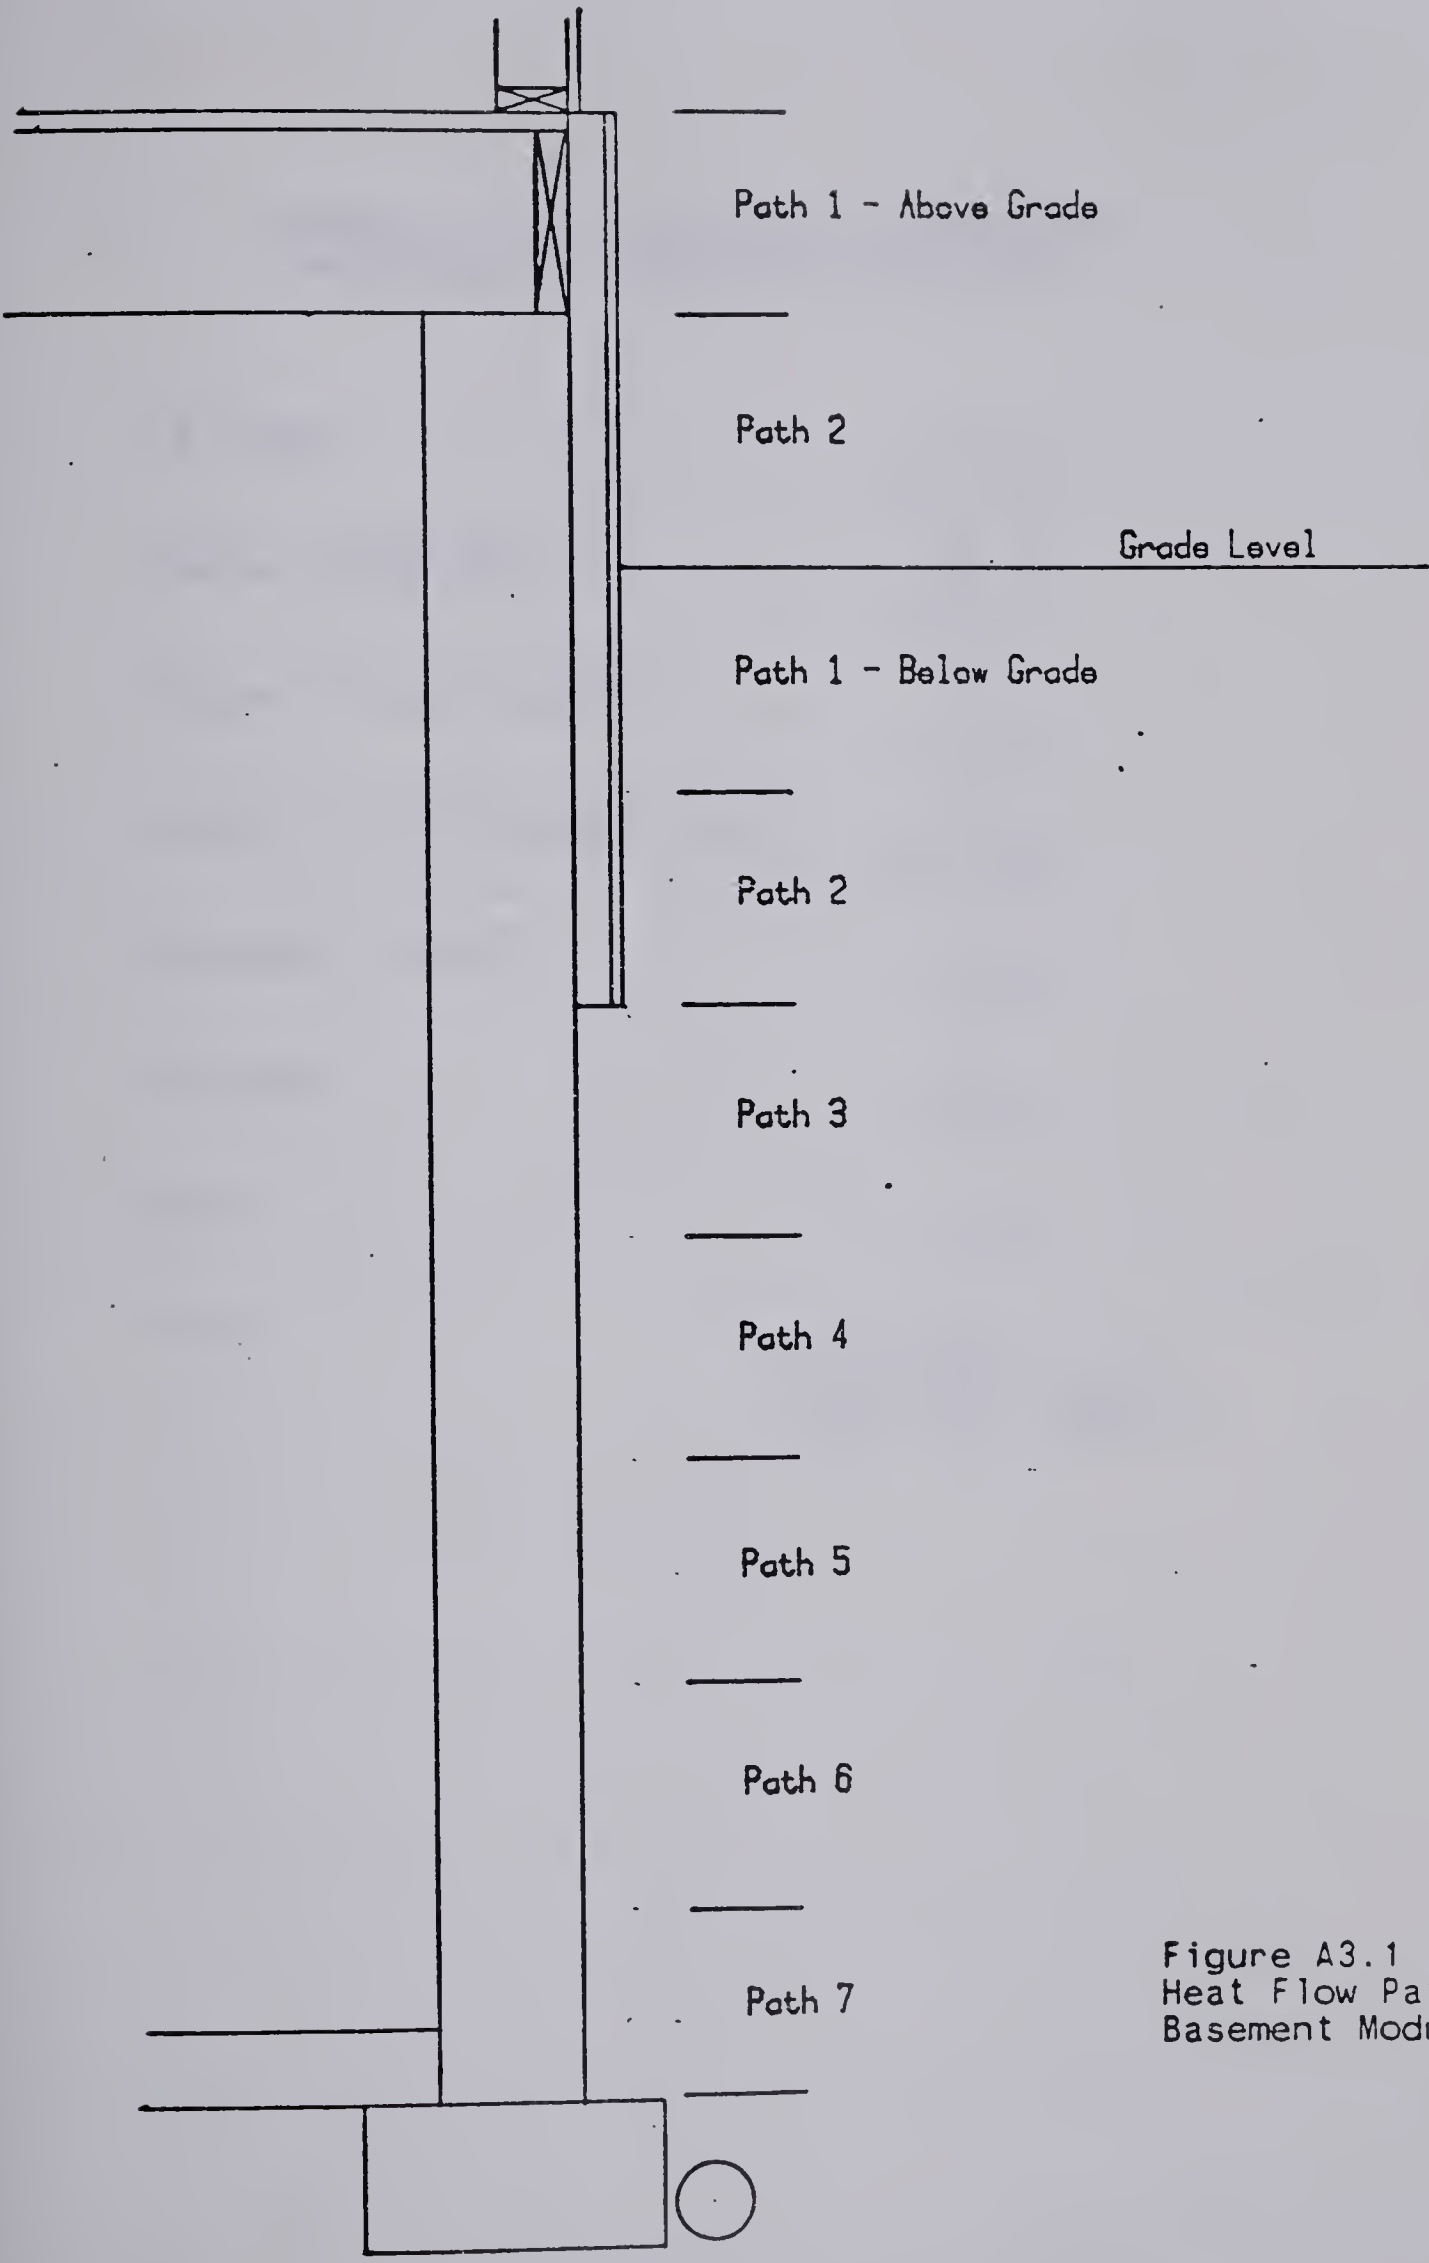 Path 1 - Above Grade
Path 2
Grade Level
Path 1 - Below Grade
Path 2
Path 3
Path 4
Path 5
Path 6
Path 7
Figure A3.1
Heat Flow Pa
Basement Mod